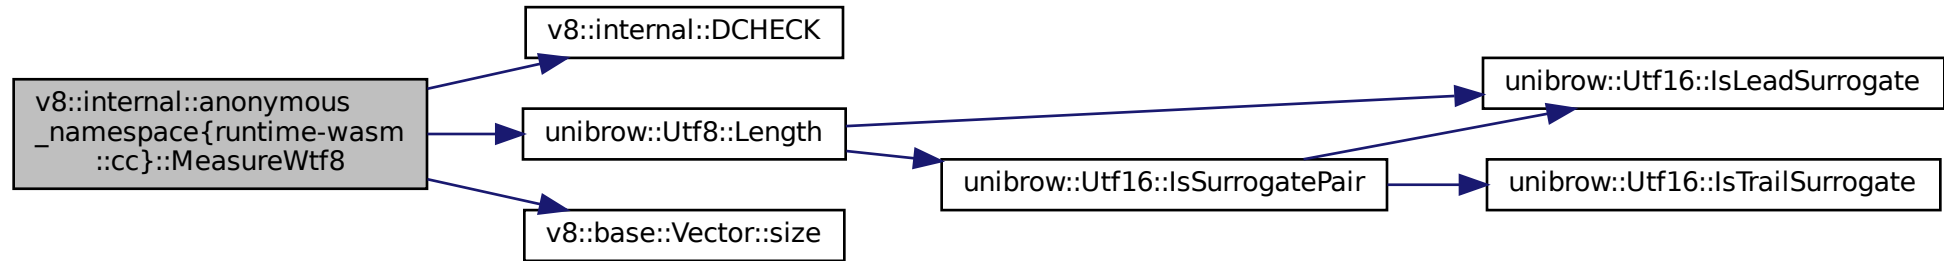 v8::internal::anonymous
_namespace{runtime-wasm
::cc}::MeasureWtf8
v8::internal::DCHECK
unibrow::Utf8::Length
v8::base::Vector::size
unibrow::Utf16::IsSurrogatePair
unibrow::Utf16::IsLeadSurrogate
unibrow::Utf16::IsTrailSurrogate